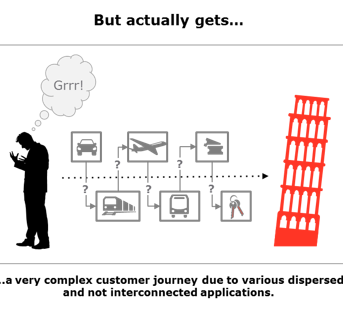 But actually gets...
Grrr!
?
?
?
?
?
...a very complex customer journey due to various dispersed
and not interconnected applications.